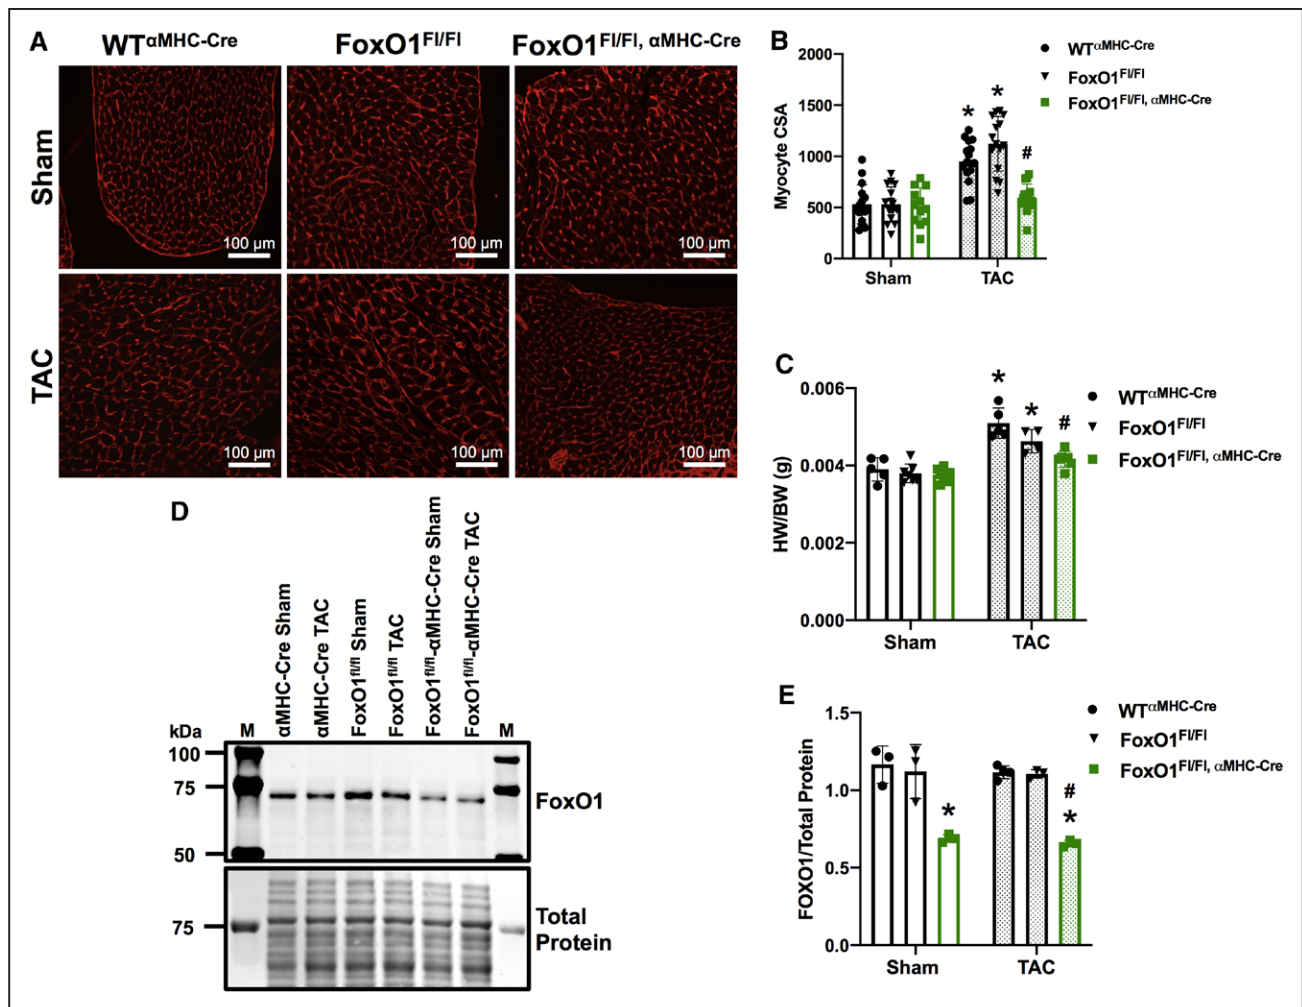 A
WTαMHC-Cre
FoxO1Fl/Fl
FoxO1Fl/Fl, αMHC-Cre
Sham
100 µm
100 µm
100 µm
TAC
100 µm
100 µm
100 µm
B
2000
1500
1000
500
0
Myocyte CSA
*
*
#
Sham
TAC
WTαMHC-Cre
FoxO1Fl/Fl
FoxO1Fl/Fl, αMHC-Cre
C
0.006
0.004
0.002
0.000
HW/BW (g)
*
*
#
Sham
TAC
WTαMHC-Cre
FoxO1Fl/Fl
FoxO1Fl/Fl, αMHC-Cre
D
kDa
M
αMHC-Cre Sham
αMHC-Cre TAC
FoxO1fl/fl Sham
FoxO1fl/fl TAC
FoxO1fl/fl-αMHC-Cre Sham
FoxO1fl/fl-αMHC-Cre TAC
M
100
75
50
FoxO1
75
Total
Protein
E
1.5
1.0
0.5
0.0
FOXO1/Total Protein
*
#
*
Sham
TAC
WTαMHC-Cre
FoxO1Fl/Fl
FoxO1Fl/Fl, αMHC-Cre